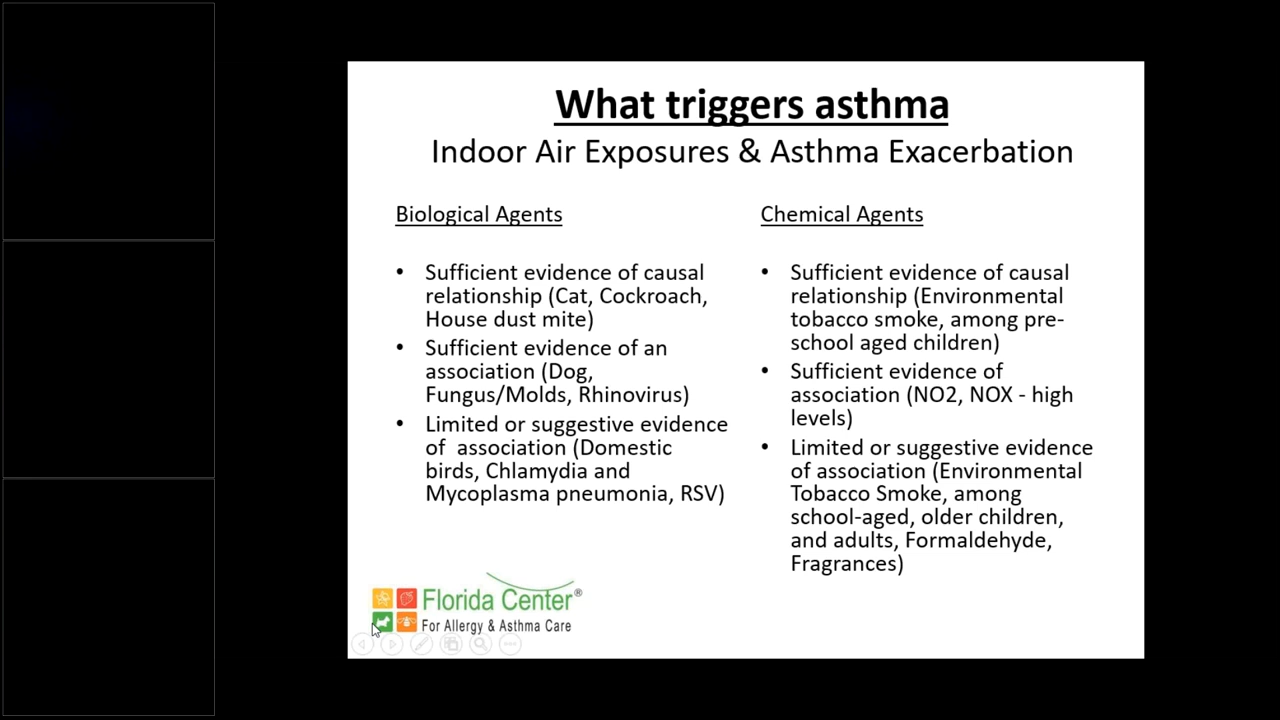 What triggers asthma
Indoor Air Exposures & Asthma Exacerbation
Biological Agents
• Sufficient evidence of causal
relationship (Cat, Cockroach,
House dust mite)
• Sufficient evidence of an
association (Dog,
Fungus/Molds, Rhinovirus)
• Limited or suggestive evidence
of  association (Domestic
birds, Chlamydia and
Mycoplasma pneumonia, RSV)
Chemical Agents
• Sufficient evidence of causal
relationship (Environmental
tobacco smoke, among pre-
school aged children)
• Sufficient evidence of
association (NO2, NOX - high
levels)
• Limited or suggestive evidence
of association (Environmental
Tobacco Smoke, among
school-aged, older children,
and adults, Formaldehyde,
Fragrances)
Florida Center®
For Allergy & Asthma Care